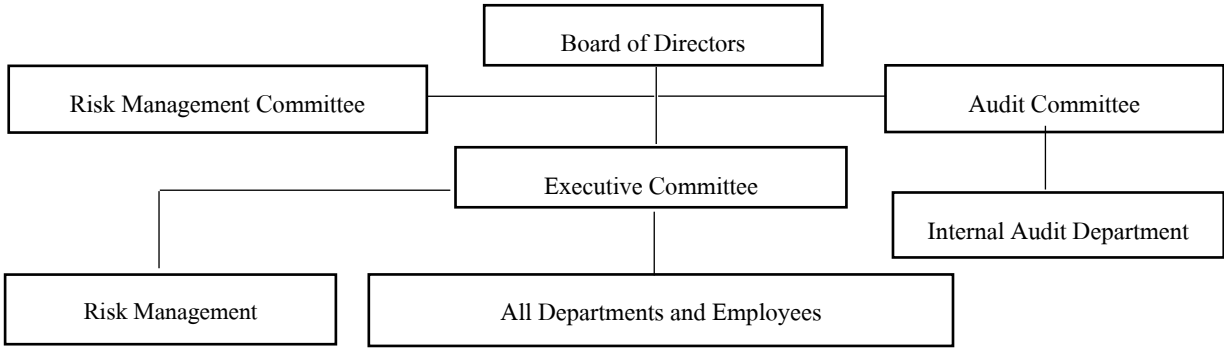 Board of Directors
Risk Management Committee
Audit Committee
Executive Committee
Internal Audit Department
Risk Management
All Departments and Employees